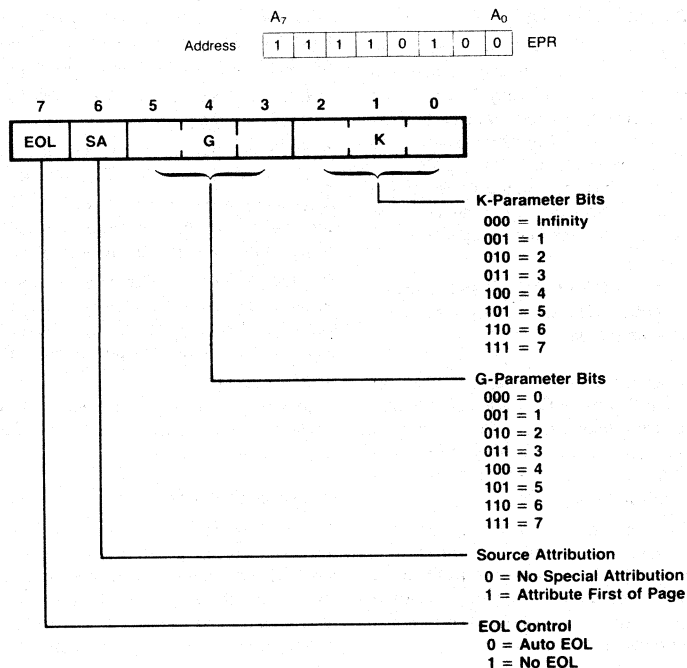 A7 A0
Address 1 1 1 1 0 1 0 0 EPR
7 6 5 4 3 2 1 0
EOL SA G K
K-Parameter Bits
000 = Infinity
001 = 1
010 = 2
011 = 3
100 = 4
101 = 5
110 = 6
111 = 7
G-Parameter Bits
000 = 0
001 = 1
010 = 2
011 = 3
100 = 4
101 = 5
110 = 6
111 = 7
Source Attribution
0 = No Special Attribution
1 = Attribute First of Page
EOL Control
0 = Auto EOL
1 = No EOL